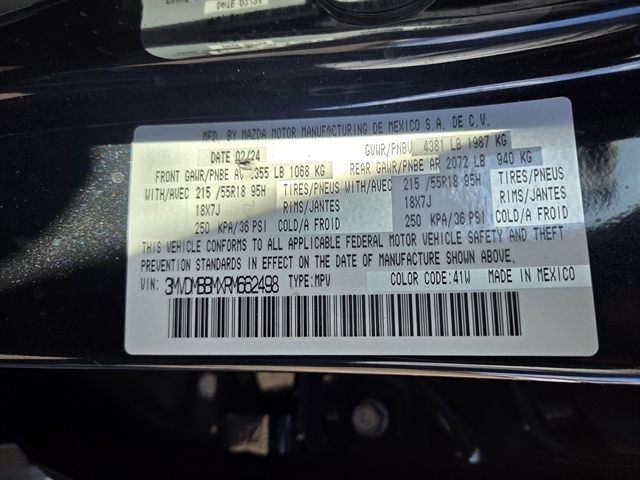 MFD. BY MAZDA MOTOR MANUFACTURING DE MEXICO S.A. DE C.V.
DATE 02/24 GVWR/PNBV 4381 LB 1987 KG
FRONT GAWR/PNBE AV 2355 LB 1068 KG REAR GAWR/PNBE AR 2072 LB 940 KG
WITH/AVEC 215 /55R18 95H TIRES/PNEUS WITH/AVEC 215 /55R18 95H TIRES/PNEUS
18X7J RIMS/JANTES 18X7J RIMS/JANTES
250 KPA/36 PSI COLD/A FROID 250 KPA/36 PSI COLD/A FROID
THIS VEHICLE CONFORMS TO ALL APPLICABLE FEDERAL MOTOR VEHICLE SAFETY AND THEFT
PREVENTION STANDARDS IN EFFECT ON THE DATE OF MANUFACTURE SHOWN ABOVE.
VIN: 3MVDMBBMXRM662498 TYPE:MPV COLOR CODE:41W MADE IN MEXICO